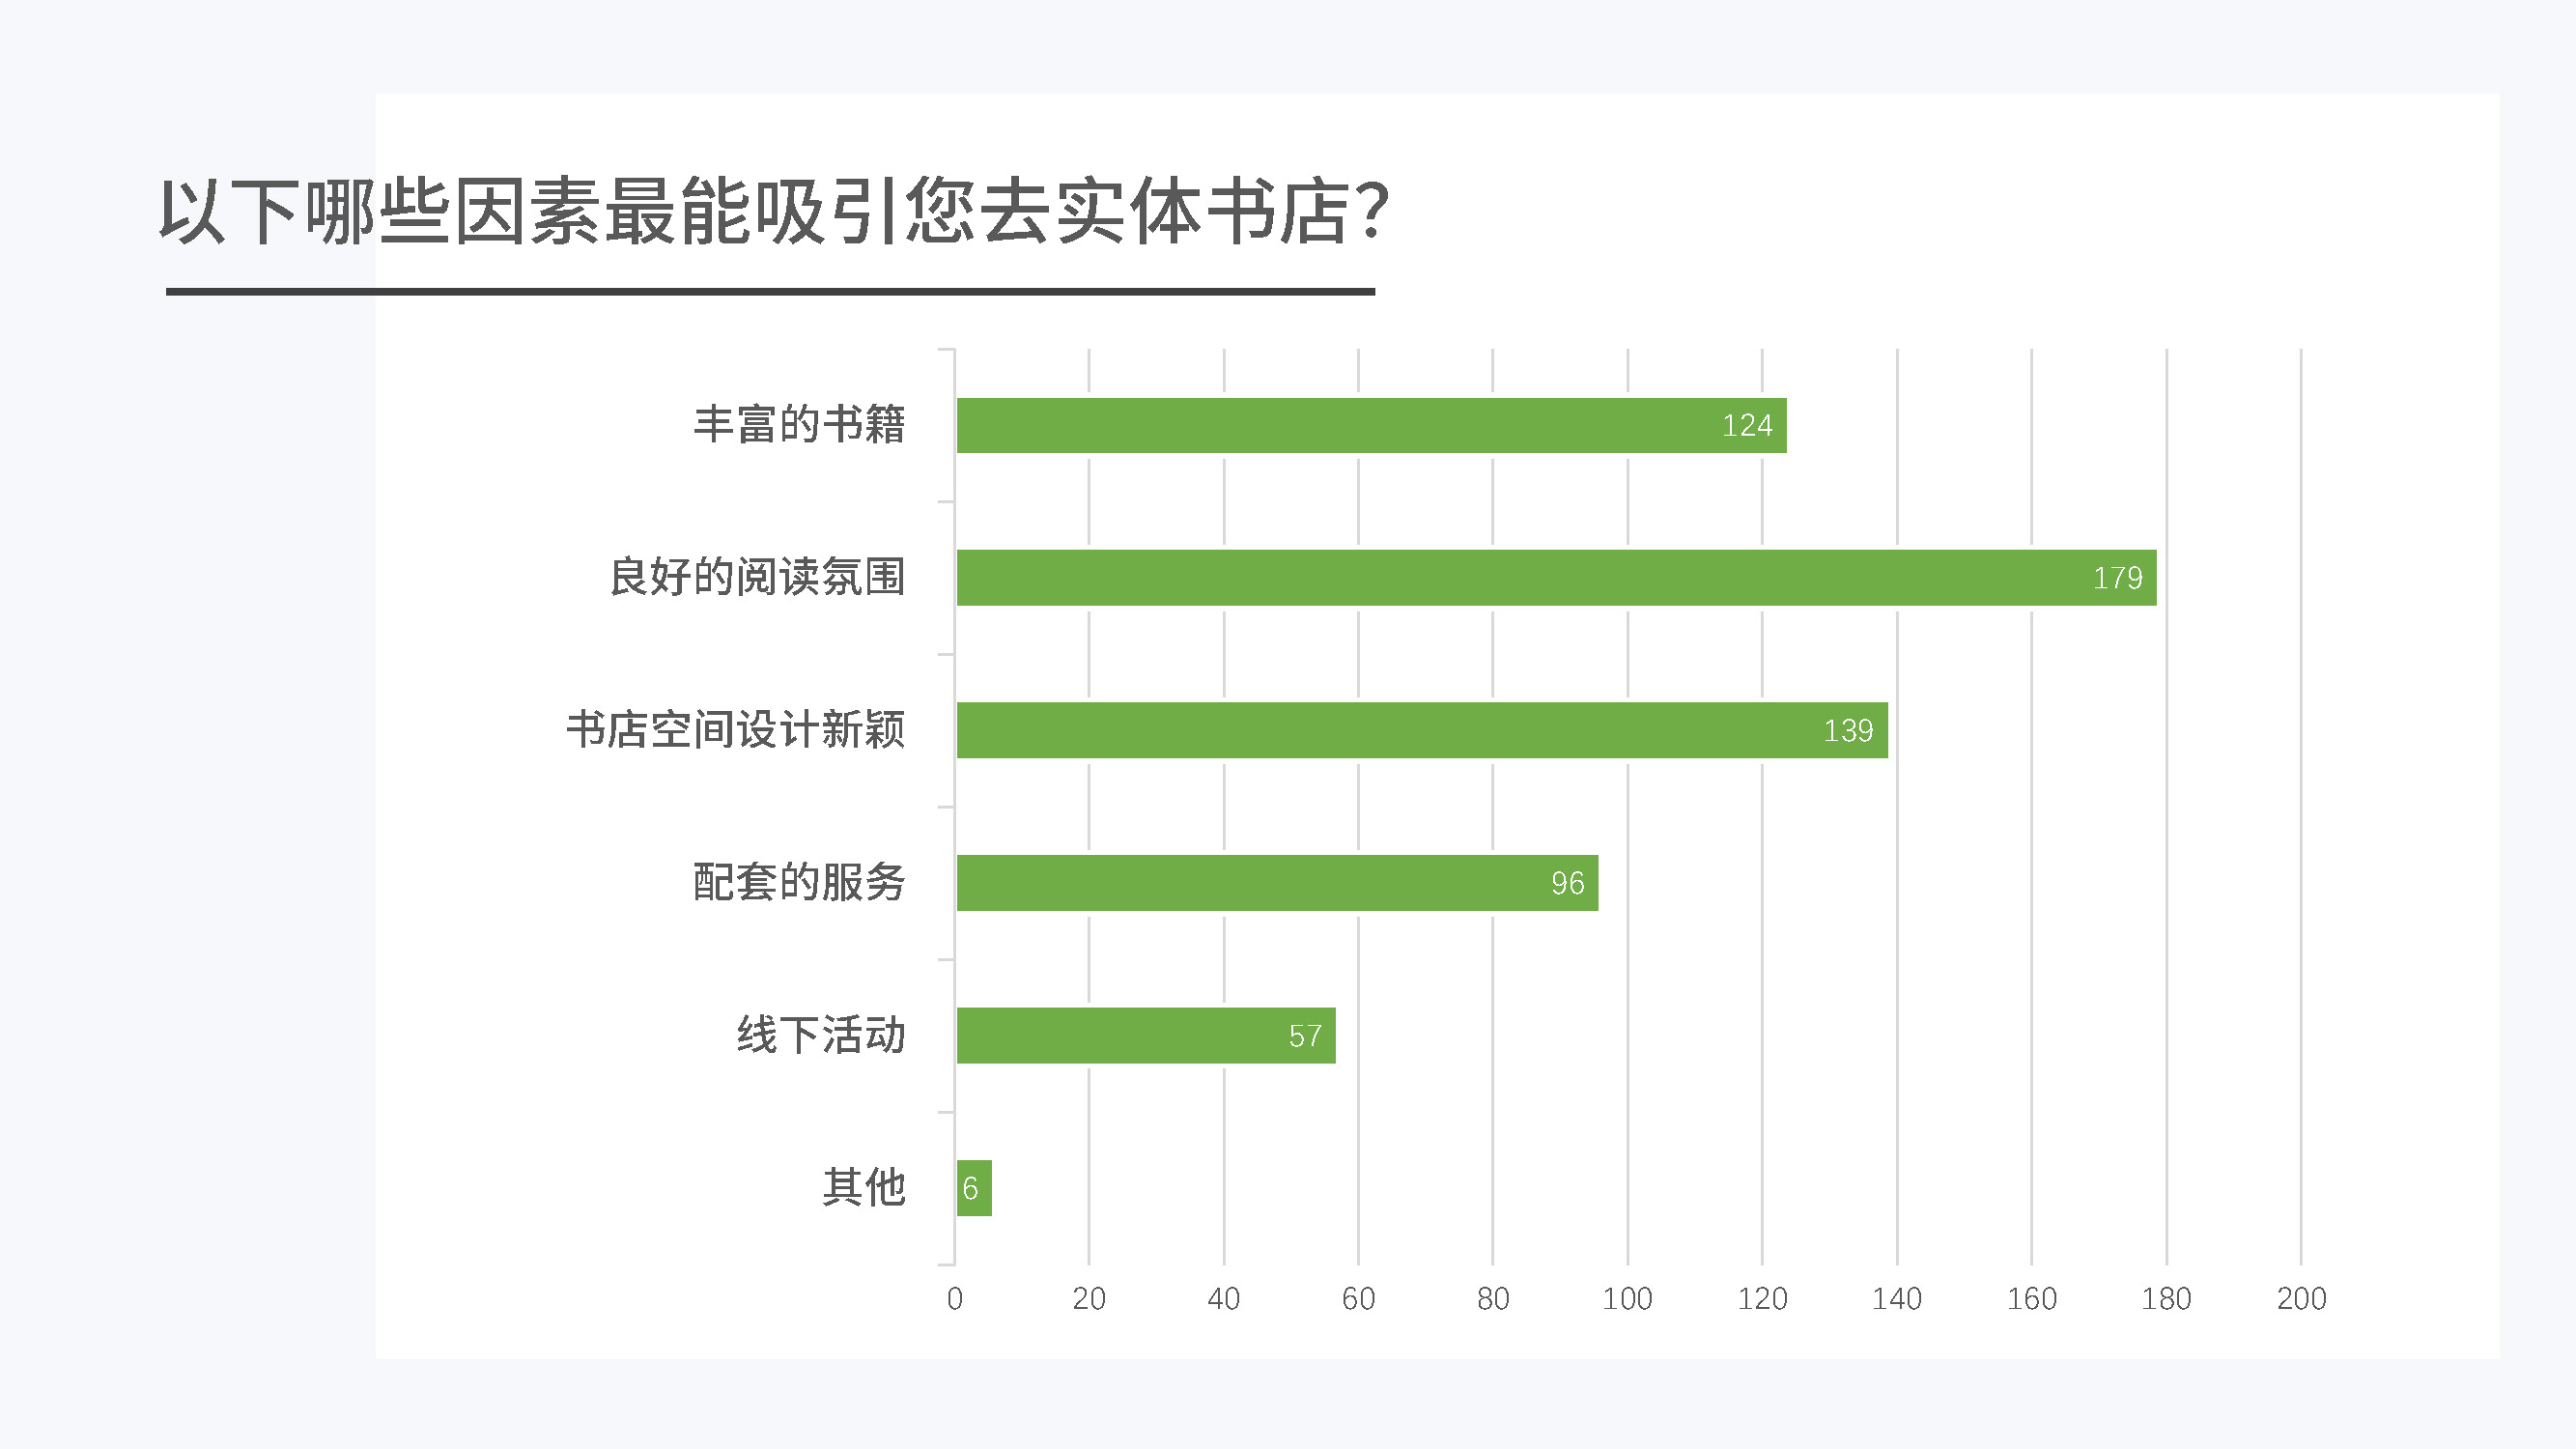 以下哪些因素最能吸引您去实体书店?
丰富的书籍 124
良好的阅读氛围 179
书店空间设计新颖 139
配套的服务 96
线下活动 57
其他 6
0 20 40 60 80 100 120 140 160 180 200